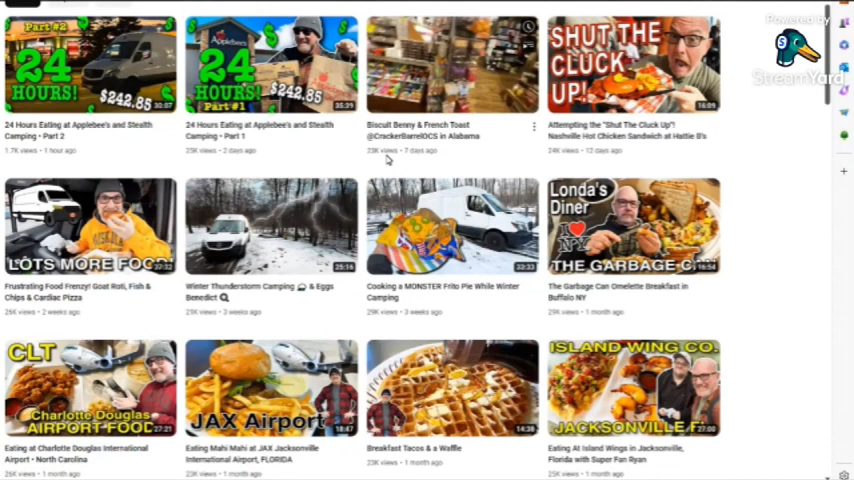 Part #2
24
HOURS!
$242.85
30:07
Applebee's
24
HOURS!
Part #1
$242.85
35:39
SHUT THE
CLUCK
UP!
16:09
Powered by
StreamYard
24 Hours Eating at Applebee's and Stealth
Camping • Part 2
1.7K views • 1 hour ago
24 Hours Eating at Applebee's and Stealth
Camping • Part 1
25K views • 2 days ago
Biscuit Benny & French Toast
@CrackerBarrelOCS in Alabama
23K views • 7 days ago
Attempting the "Shut The Cluck Up"!
Nashville Hot Chicken Sandwich at Hattie B's
24K views • 12 days ago
LOTS MORE FOOD
37:32
25:16
33:33
Londa's
Diner
I ♥
NY
THE GARBAGE
16:54
Frustrating Food Frenzy! Goat Roti, Fish &
Chips & Cardiac Pizza
26K views • 2 weeks ago
Winter Thunderstorm Camping & Eggs
Benedict
21K views • 3 weeks ago
Cooking a MONSTER Frito Pie While Winter
Camping
29K views • 3 weeks ago
The Garbage Can Omelette Breakfast in
Buffalo NY
29K views • 1 month ago
CLT
Charlotte Douglas
AIRPORT FOOD
27:21
JAX Airport
18:47
14:38
ISLAND WING CO.
JACKSONVILLE F
27:00
Eating at Charlotte Douglas International
Airport • North Carolina
26K views • 1 month ago
Eating Mahi Mahi at JAX Jacksonville
International Airport, FLORIDA
23K views • 1 month ago
Breakfast Tacos & a Waffle
23K views • 1 month ago
Eating At Island Wings in Jacksonville,
Florida with Super Fan Ryan
25K views • 1 month ago